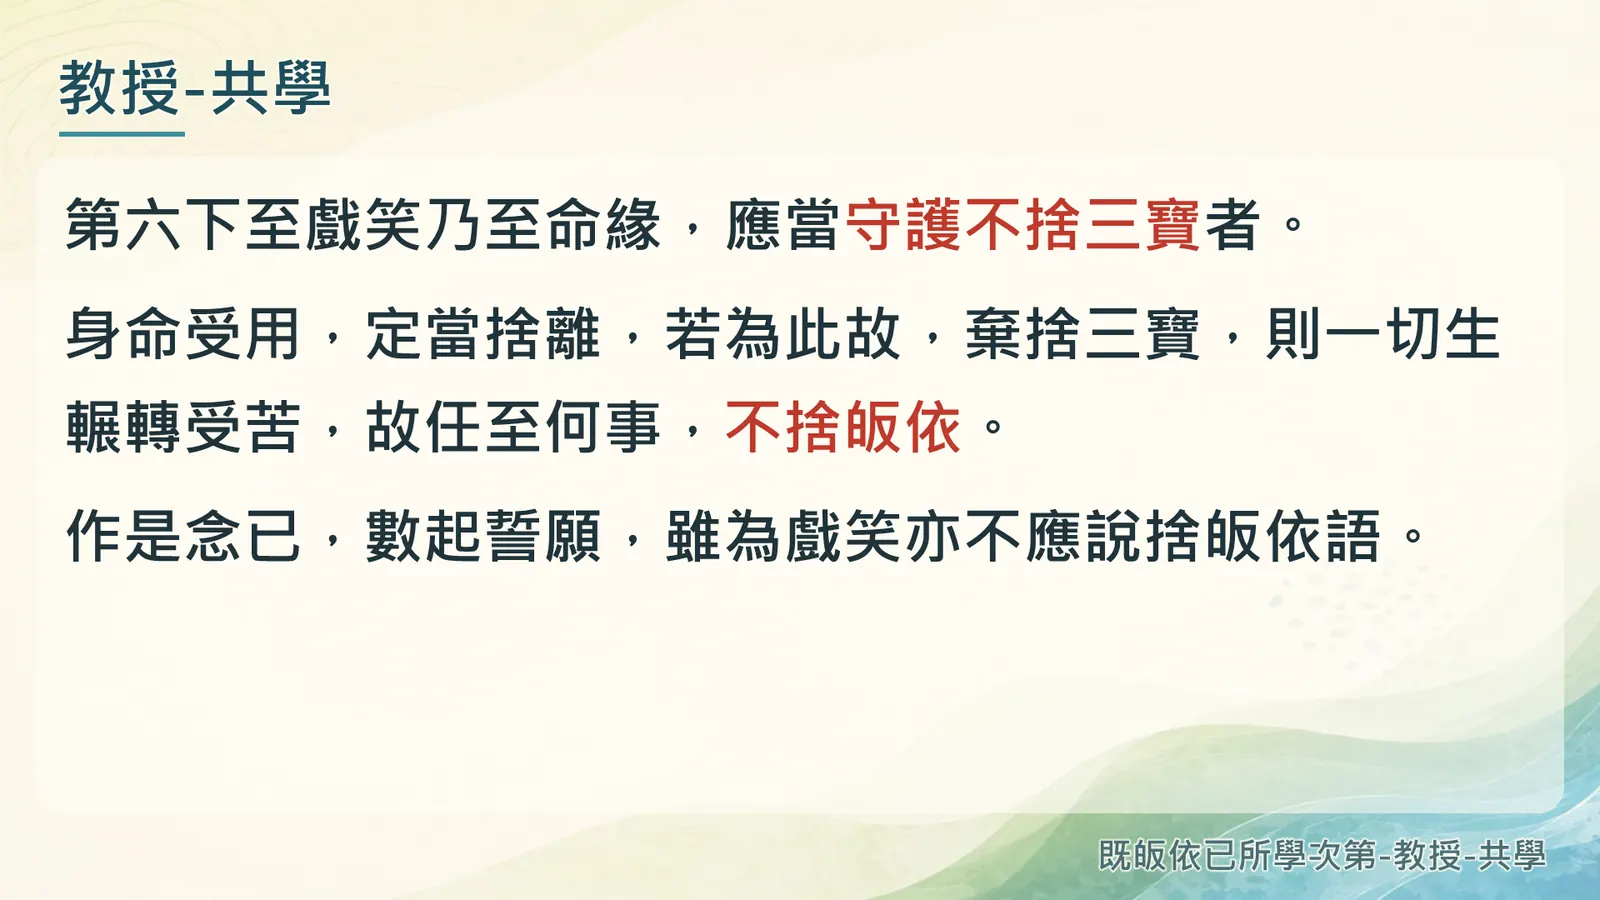 教授-共學
第六下至戲笑乃至命緣，應當守護不捨三寶者。
身命受用，定當捨離，若為此故，棄捨三寶，則一切生
輾轉受苦，故任至何事，不捨皈依。
作是念已，數起誓願，雖為戲笑亦不應說捨皈依語。
既皈依已所學次第-教授-共學